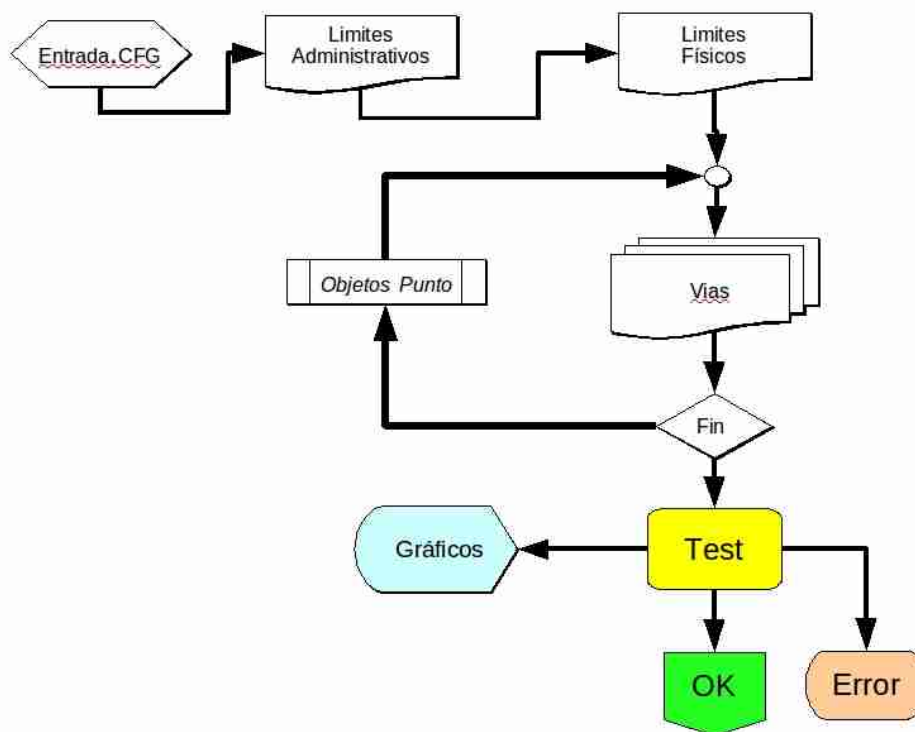 Entrada.CFG
Limites
Administrativos
Limites
Físicos
Objetos Punto
Vias
Fin
Gráficos
Test
OK
Error